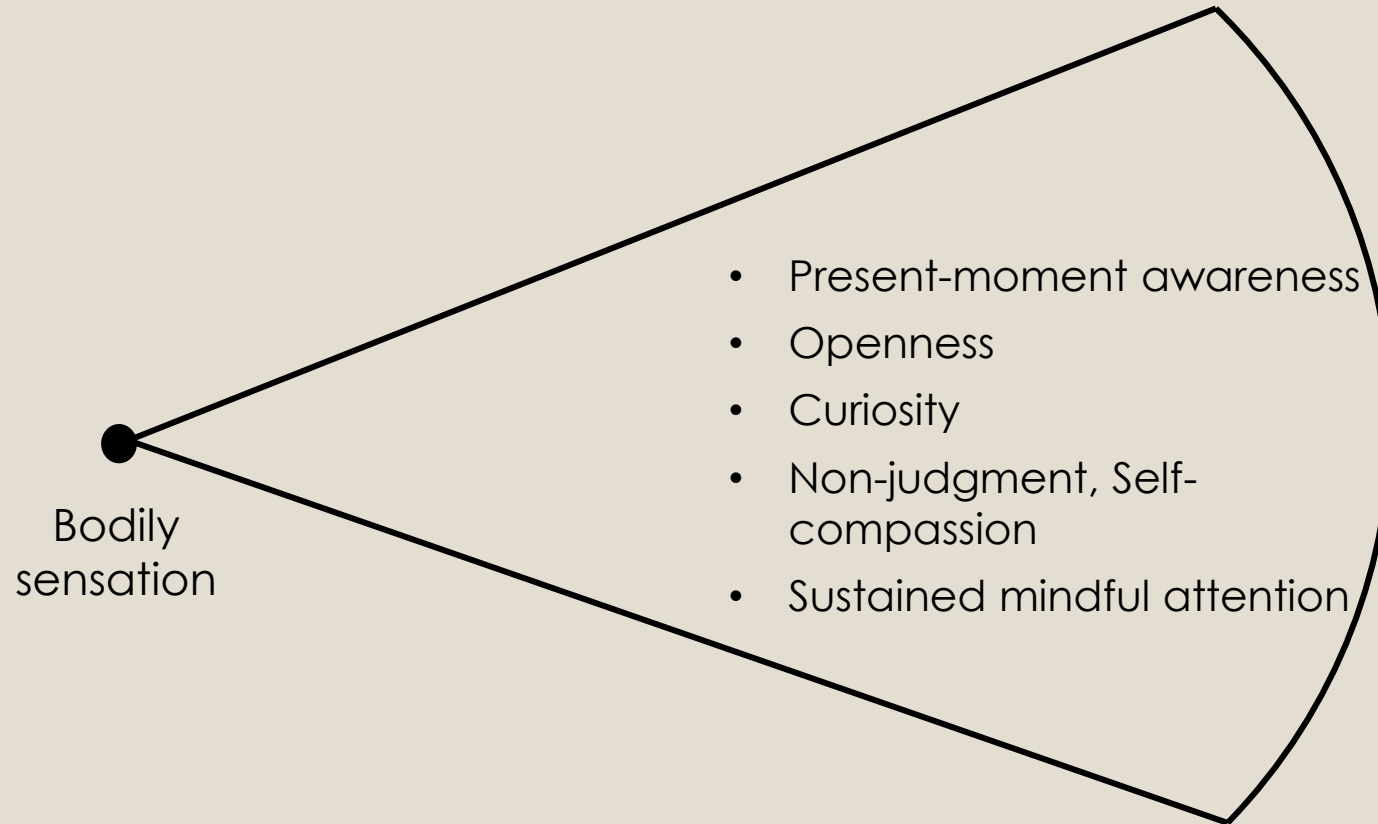 • Present-moment awareness
• Openness
• Curiosity
• Non-judgment, Self-
compassion
• Sustained mindful attention
Bodily
sensation